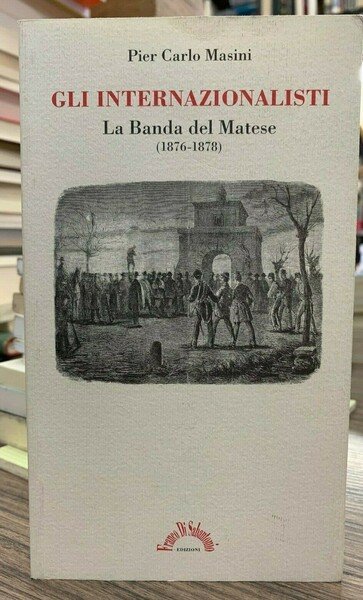 Pier Carlo Masini
GLI INTERNAZIONALISTI
La Banda del Matese
(1876-1878)
Franco Di Sabantonio
EDIZIONI